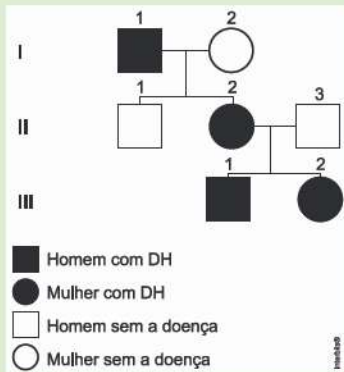 1 2
I
1 2 3
II
1 2
III
Homem com DH
Mulher com DH
Homem sem a doença
Mulher sem a doença